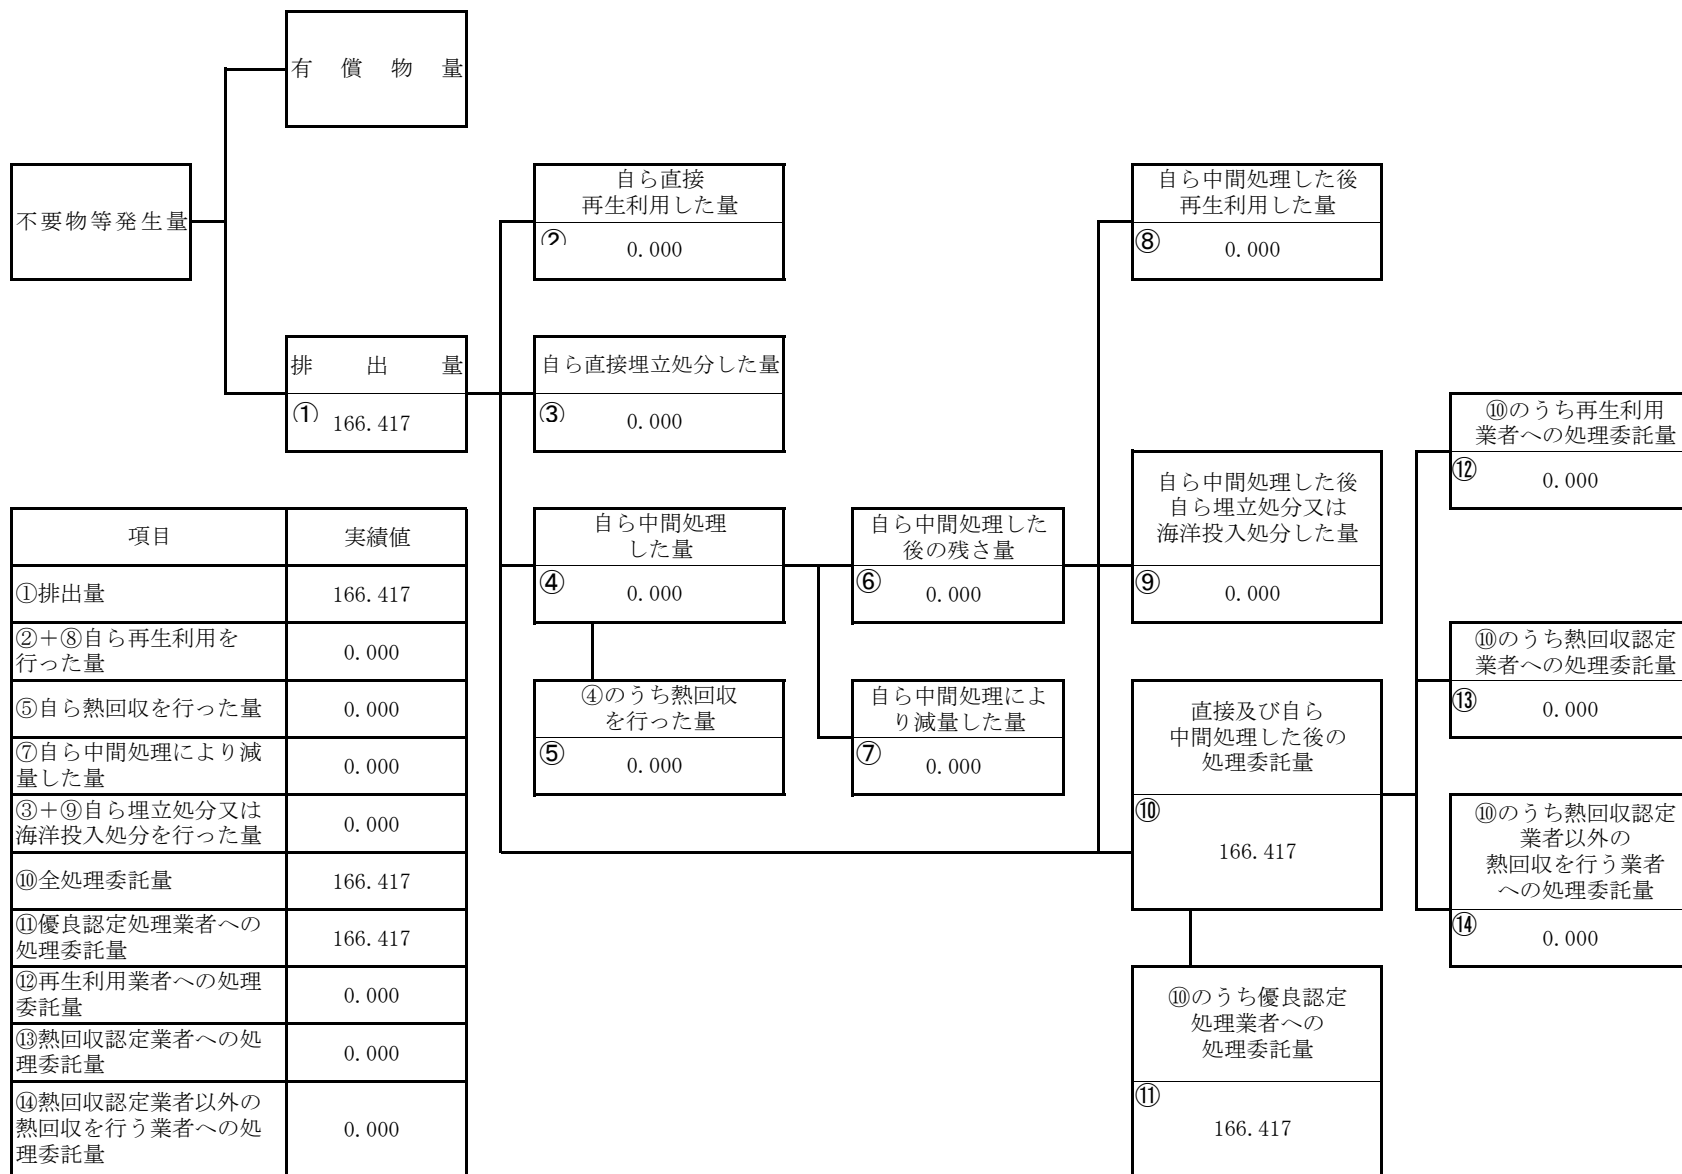 有償物量
不要物等発生量
自ら直接
再生利用した量
②
0.000
自ら中間処理した後
再生利用した量
⑧
0.000
排出量
①
166.417
自ら直接埋立処分した量
③
0.000
⑩のうち再生利用
業者への処理委託量
⑫
0.000
自ら中間処理した後
自ら埋立処分又は
海洋投入処分した量
⑨
0.000
自ら中間処理
した量
④
0.000
自ら中間処理した
後の残さ量
⑥
0.000
④のうち熱回収
を行った量
⑤
0.000
自ら中間処理によ
り減量した量
⑦
0.000
直接及び自ら
中間処理した後の
処理委託量
⑩
166.417
⑩のうち熱回収認定
業者への処理委託量
⑬
0.000
⑩のうち熱回収認定
業者以外の
熱回収を行う業者
への処理委託量
⑭
0.000
⑩のうち優良認定
処理業者への
処理委託量
⑪
166.417
項目 実績値
①排出量 166.417
②+⑧自ら再生利用を
行った量
0.000
⑤自ら熱回収を行った量 0.000
⑦自ら中間処理により減
量した量
0.000
③+⑨自ら埋立処分又は
海洋投入処分を行った量
0.000
⑩全処理委託量 166.417
⑪優良認定処理業者への
処理委託量
166.417
⑫再生利用業者への処理
委託量
0.000
⑬熱回収認定業者への処
理委託量
0.000
⑭熱回収認定業者以外の
熱回収を行う業者への処
理委託量
0.000